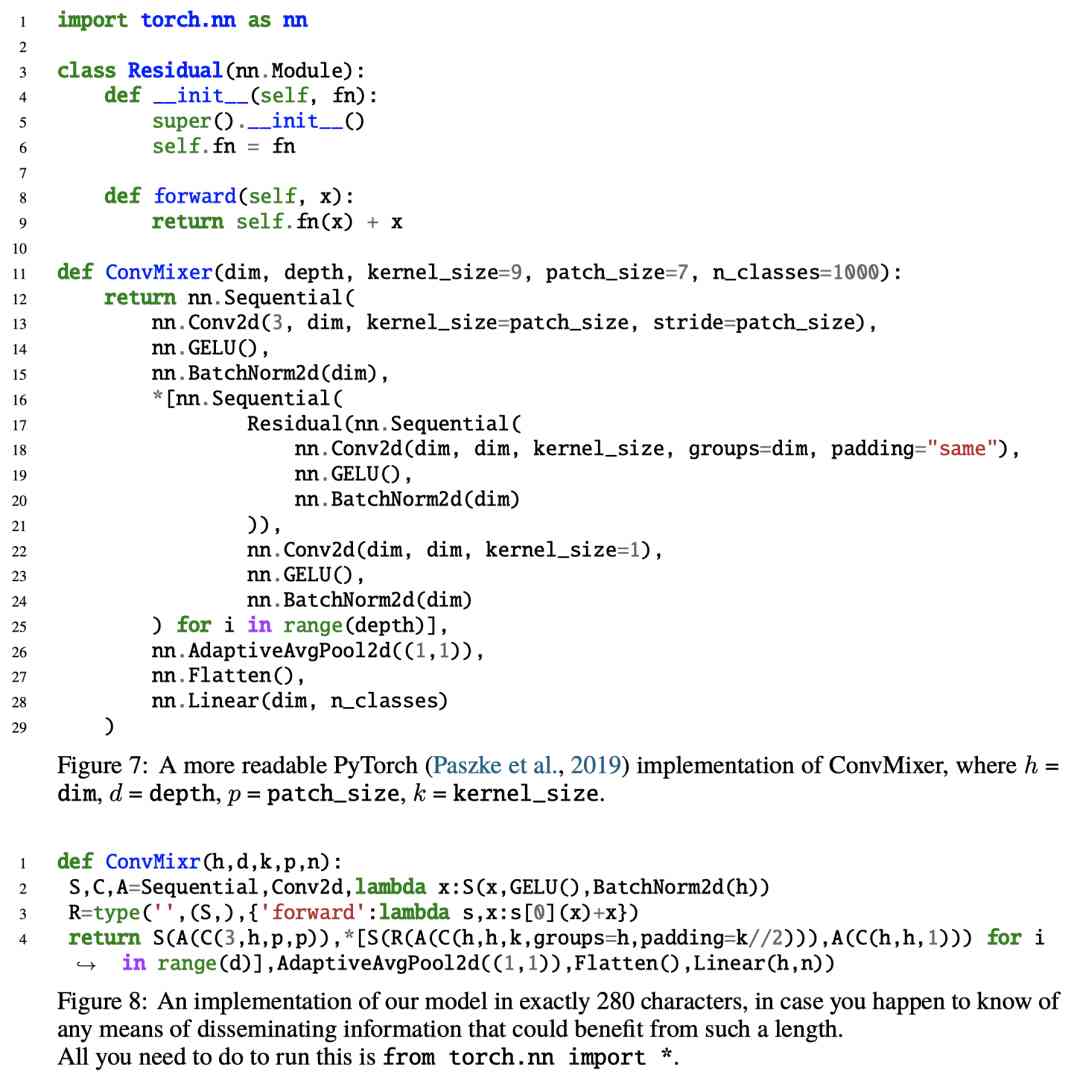 1 import torch.nn as nn
2
3 class Residual(nn.Module):
4     def __init__(self, fn):
5         super().__init__()
6         self.fn = fn
7
8     def forward(self, x):
9         return self.fn(x) + x
10
11 def ConvMixer(dim, depth, kernel_size=9, patch_size=7, n_classes=1000):
12     return nn.Sequential(
13         nn.Conv2d(3, dim, kernel_size=patch_size, stride=patch_size),
14         nn.GELU(),
15         nn.BatchNorm2d(dim),
16         *[nn.Sequential(
17                 Residual(nn.Sequential(
18                     nn.Conv2d(dim, dim, kernel_size, groups=dim, padding="same"),
19                     nn.GELU(),
20                     nn.BatchNorm2d(dim)
21                 )),
22                 nn.Conv2d(dim, dim, kernel_size=1),
23                 nn.GELU(),
24                 nn.BatchNorm2d(dim)
25         ) for i in range(depth)],
26         nn.AdaptiveAvgPool2d((1,1)),
27         nn.Flatten(),
28         nn.Linear(dim, n_classes)
29     )
Figure 7: A more readable PyTorch (Paszke et al., 2019) implementation of ConvMixer, where h =
dim, d = depth, p = patch_size, k = kernel_size.
1 def ConvMixr(h,d,k,p,n):
2  S,C,A=Sequential,Conv2d,lambda x:S(x,GELU(),BatchNorm2d(h))
3  R=type('',(S,),{'forward':lambda s,x:s[0](x)+x})
4  return S(A(C(3,h,p,p)),*[S(R(A(C(h,h,k,groups=h,padding=k//2))),A(C(h,h,1))) for i
↪ in range(d)],AdaptiveAvgPool2d((1,1)),Flatten(),Linear(h,n))
Figure 8: An implementation of our model in exactly 280 characters, in case you happen to know of
any means of disseminating information that could benefit from such a length.
All you need to do to run this is from torch.nn import *.